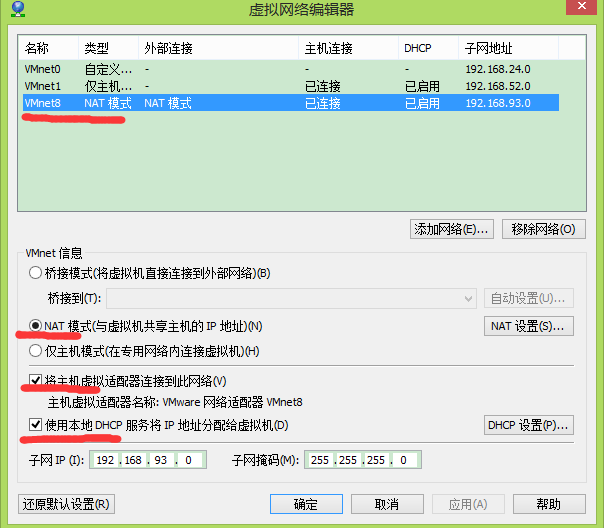 虚拟网络编辑器
名称 类型 外部连接 主机连接 DHCP 子网地址
VMnet0 自定义... - - - 192.168.24.0
VMnet1 仅主机... - 已连接 已启用 192.168.52.0
VMnet8 NAT 模式 NAT 模式 已连接 已启用 192.168.93.0
添加网络(E)... 移除网络(O)
VMnet 信息
桥接模式(将虚拟机直接连接到外部网络)(B)
桥接到(T): 自动设置(U)...
NAT 模式(与虚拟机共享主机的 IP 地址)(N) NAT 设置(S)...
仅主机模式(在专用网络内连接虚拟机)(H)
将主机虚拟适配器连接到此网络(V)
主机虚拟适配器名称: VMware 网络适配器 VMnet8
使用本地 DHCP 服务将 IP 地址分配给虚拟机(D) DHCP 设置(P)...
子网 IP (I): 192 . 168 . 93 . 0 子网掩码(M): 255 . 255 . 255 . 0
还原默认设置(R) 确定 取消 应用(A) 帮助